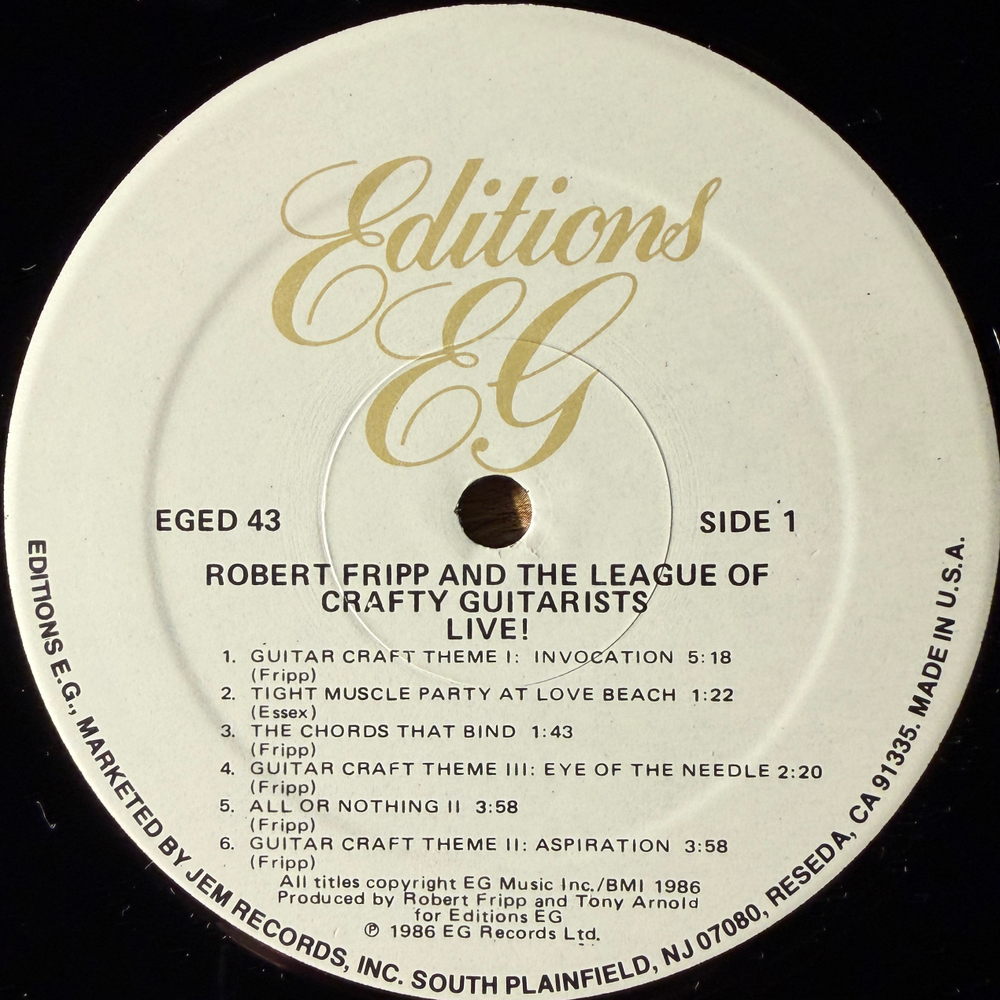 Editions
EG
EGED 43
SIDE 1
ROBERT FRIPP AND THE LEAGUE OF
CRAFTY GUITARISTS
LIVE!
1. GUITAR CRAFT THEME I: INVOCATION 5:18
(Fripp)
2. TIGHT MUSCLE PARTY AT LOVE BEACH 1:22
(Essex)
3. THE CHORDS THAT BIND 1:43
(Fripp)
4. GUITAR CRAFT THEME III: EYE OF THE NEEDLE 2:20
(Fripp)
5. ALL OR NOTHING II 3:58
(Fripp)
6. GUITAR CRAFT THEME II: ASPIRATION 3:58
(Fripp)
All titles copyright EG Music Inc./BMI 1986
Produced by Robert Fripp and Tony Arnold
for Editions EG
℗ 1986 EG Records Ltd.
EDITIONS E.G., MARKETED BY JEM RECORDS, INC. SOUTH PLAINFIELD, NJ 07080, RESEDA, CA 91335. MADE IN U.S.A.